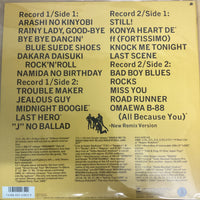 Record 1/Side 1:
ARASHI NO KINYOBI
RAINY LADY, GOOD-BYE
BYE BYE DANCIN'
BLUE SUEDE SHOES
DAKARA DAISUKI
ROCK'N'ROLL
NAMIDA NO BIRTHDAY
Record 1/Side 2:
TROUBLE MAKER
JEALOUS GUY
MIDNIGHT BOOGIE
LAST HERO
"J" NO BALLAD
Record 2/Side 1:
STILL!
KONYA HEART DE
ff (FORTISSIMO)
KNOCK ME TONIGHT
LAST SCENE
Record 2/Side 2:
BAD BOY BLUES
ROCKS
MISS YOU
ROAD RUNNER
OMAEWA B-88
(All Because You)
New Remix Version